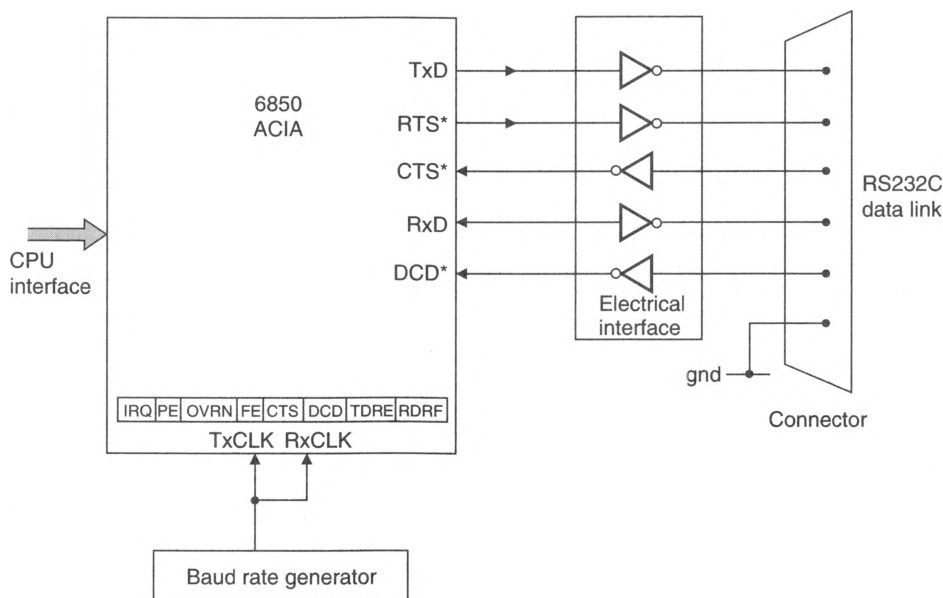 6850
ACIA
TxD
RTS*
CTS*
RxD
DCD*
CPU
interface
Electrical
interface
RS232C
data link
gnd
Connector
IRQ PE OVRN FE CTS DCD TDRE RDRF
TxCLK RxCLK
Baud rate generator